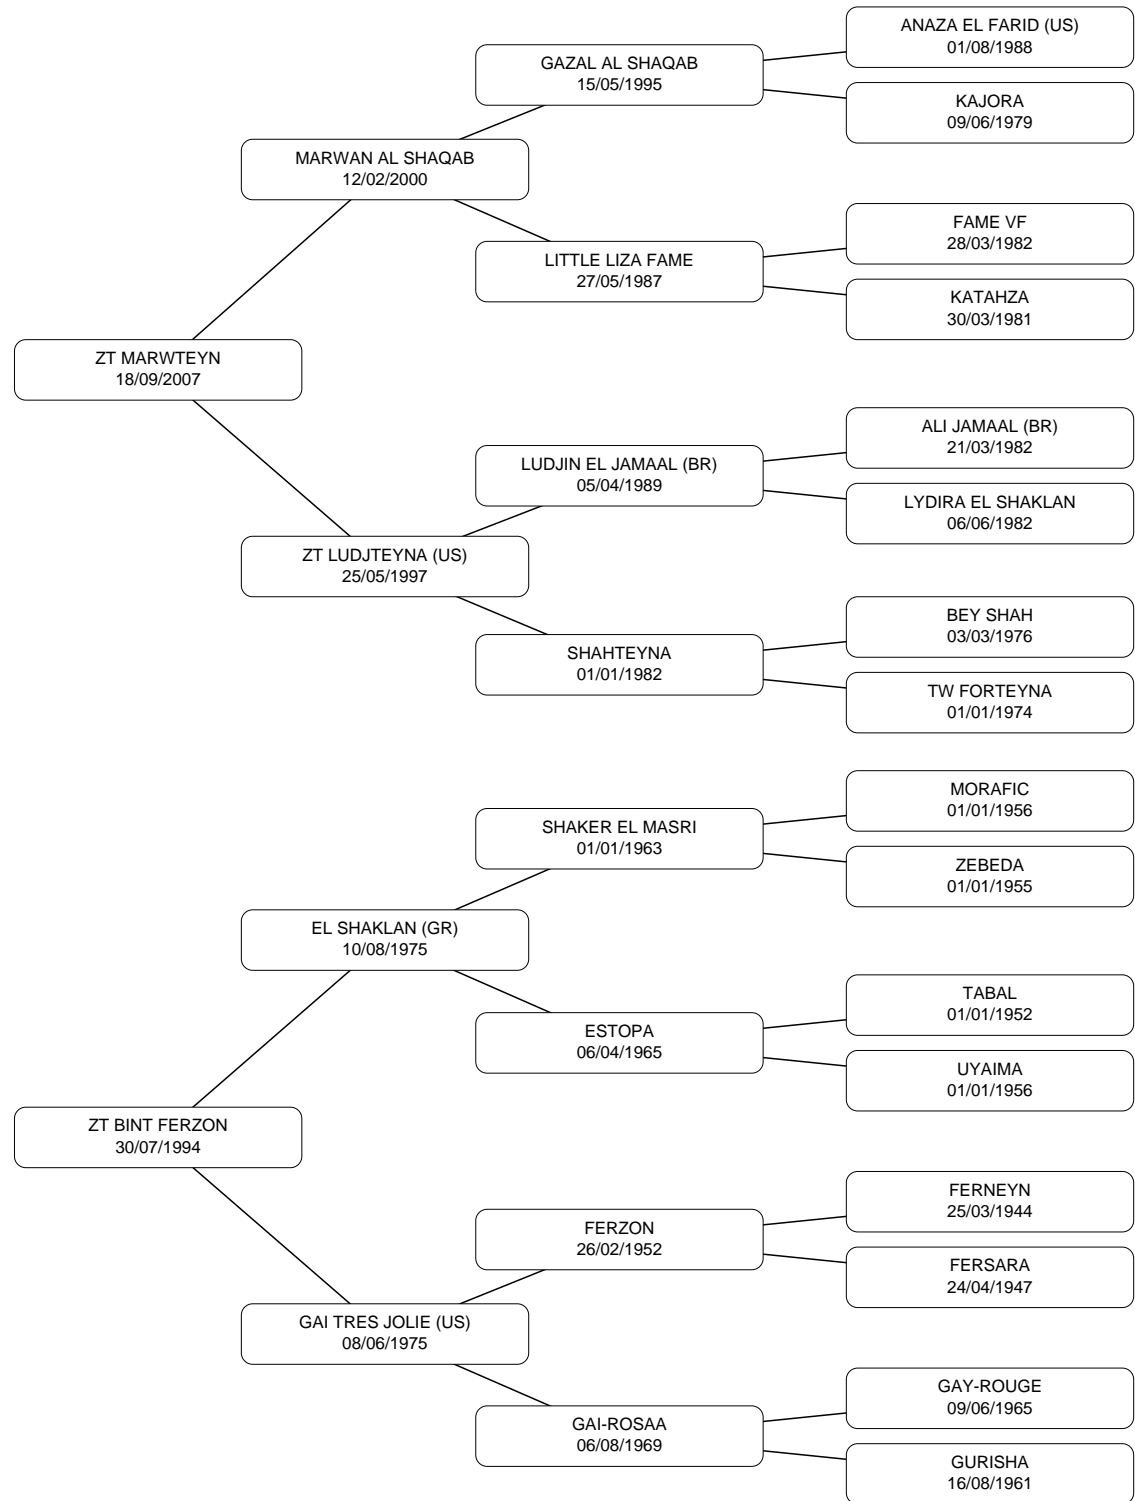 ANAZA EL FARID (US)
01/08/1988
GAZAL AL SHAQAB
15/05/1995
KAJORA
09/06/1979
MARWAN AL SHAQAB
12/02/2000
FAME VF
28/03/1982
LITTLE LIZA FAME
27/05/1987
KATAHZA
30/03/1981
ZT MARWTEYN
18/09/2007
ALI JAMAAL (BR)
21/03/1982
LUDJIN EL JAMAAL (BR)
05/04/1989
LYDIRA EL SHAKLAN
06/06/1982
ZT LUDJTEYNA (US)
25/05/1997
BEY SHAH
03/03/1976
SHAHTEYNA
01/01/1982
TW FORTEYNA
01/01/1974
MORAFIC
01/01/1956
SHAKER EL MASRI
01/01/1963
ZEBEDA
01/01/1955
EL SHAKLAN (GR)
10/08/1975
TABAL
01/01/1952
ESTOPA
06/04/1965
UYAIMA
01/01/1956
ZT BINT FERZON
30/07/1994
FERNEYN
25/03/1944
FERZON
26/02/1952
FERSARA
24/04/1947
GAI TRES JOLIE (US)
08/06/1975
GAY-ROUGE
09/06/1965
GAI-ROSAA
06/08/1969
GURISHA
16/08/1961